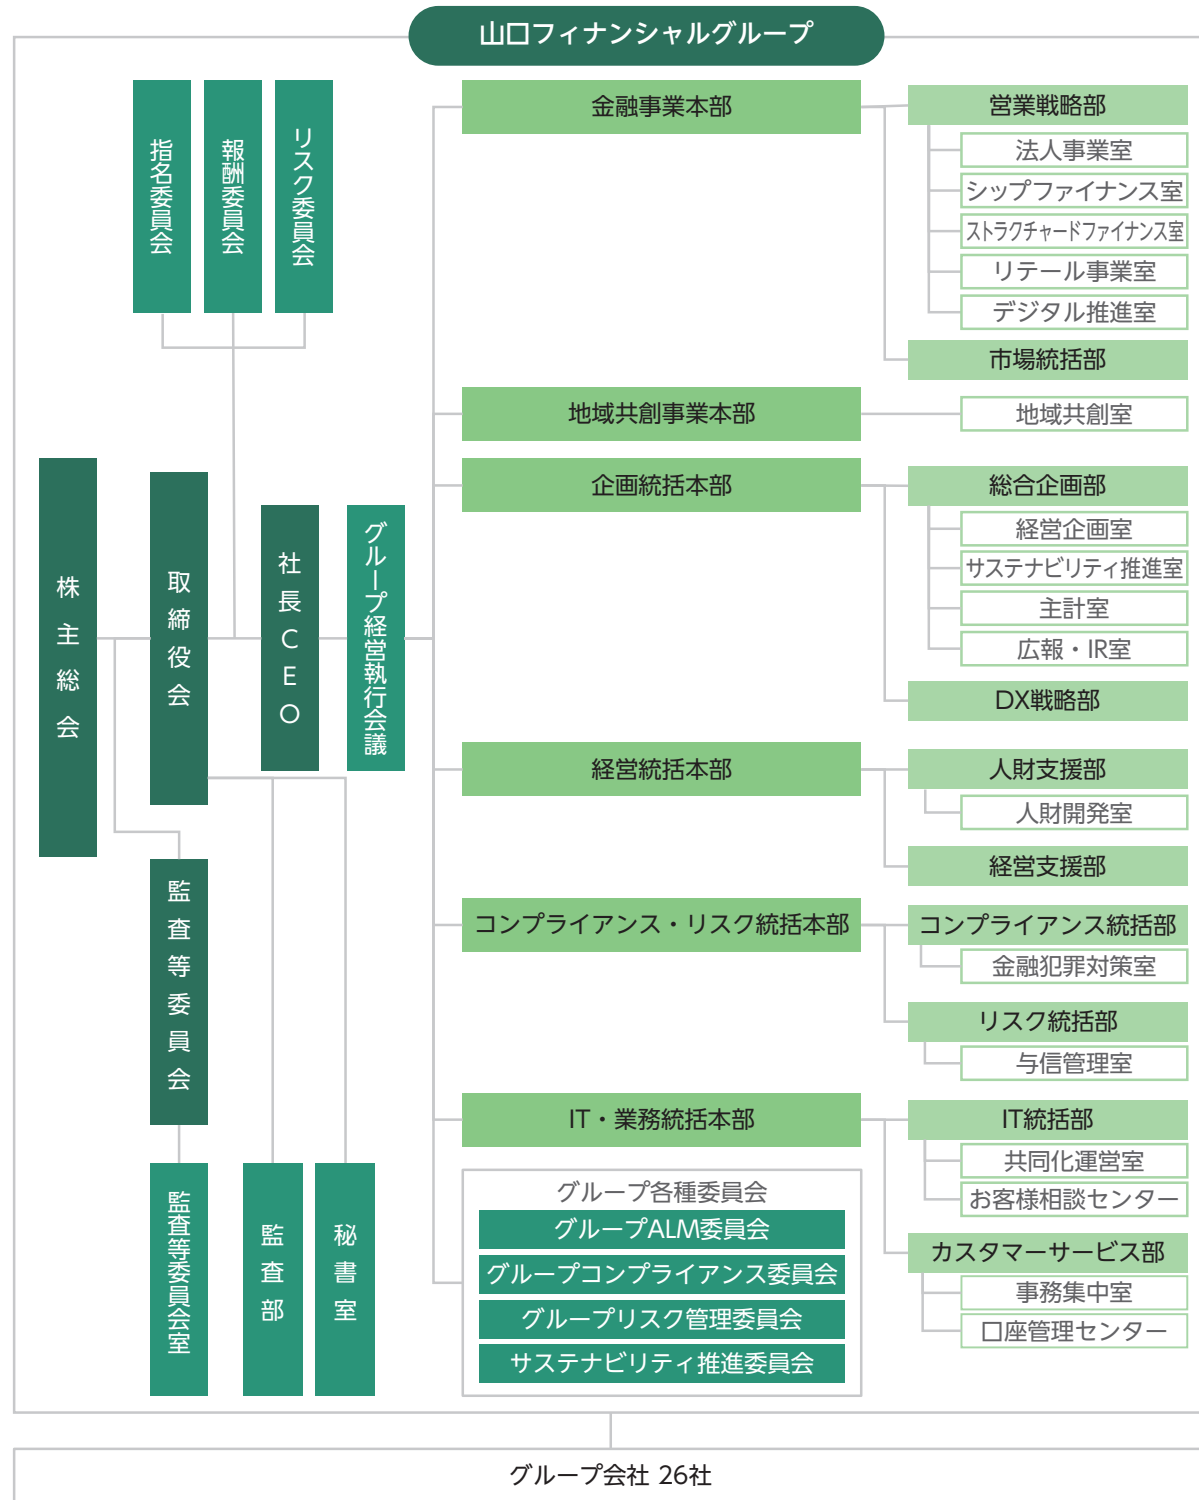 山口フィナンシャルグループ
指名委員会
報酬委員会
リスク委員会
株主総会
取締役会
社長CEO
グループ経営執行会議
監査等委員会
監査等委員会室
監査部
秘書室
金融事業本部
営業戦略部
法人事業室
シップファイナンス室
ストラクチャードファイナンス室
リテール事業室
デジタル推進室
市場統括部
地域共創事業本部
地域共創室
企画統括本部
総合企画部
経営企画室
サステナビリティ推進室
主計室
広報・IR室
DX戦略部
経営統括本部
人財支援部
人財開発室
経営支援部
コンプライアンス・リスク統括本部
コンプライアンス統括部
金融犯罪対策室
リスク統括部
与信管理室
IT・業務統括本部
IT統括部
共同化運営室
お客様相談センター
カスタマーサービス部
事務集中室
口座管理センター
グループ各種委員会
グループALM委員会
グループコンプライアンス委員会
グループリスク管理委員会
サステナビリティ推進委員会
グループ会社 26社